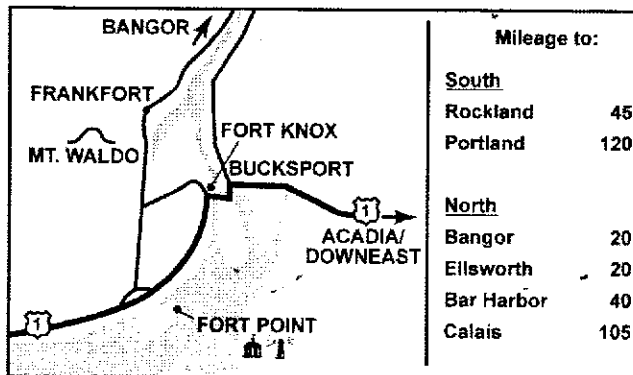 BANGOR
FRANKFORT
FORT KNOX
MT. WALDO
BUCKSPORT
1
ACADIA/
DOWNEAST
1
FORT POINT
Mileage to:
South
Rockland 45
Portland 120
North
Bangor 20
Ellsworth 20
Bar Harbor 40
Calais 105